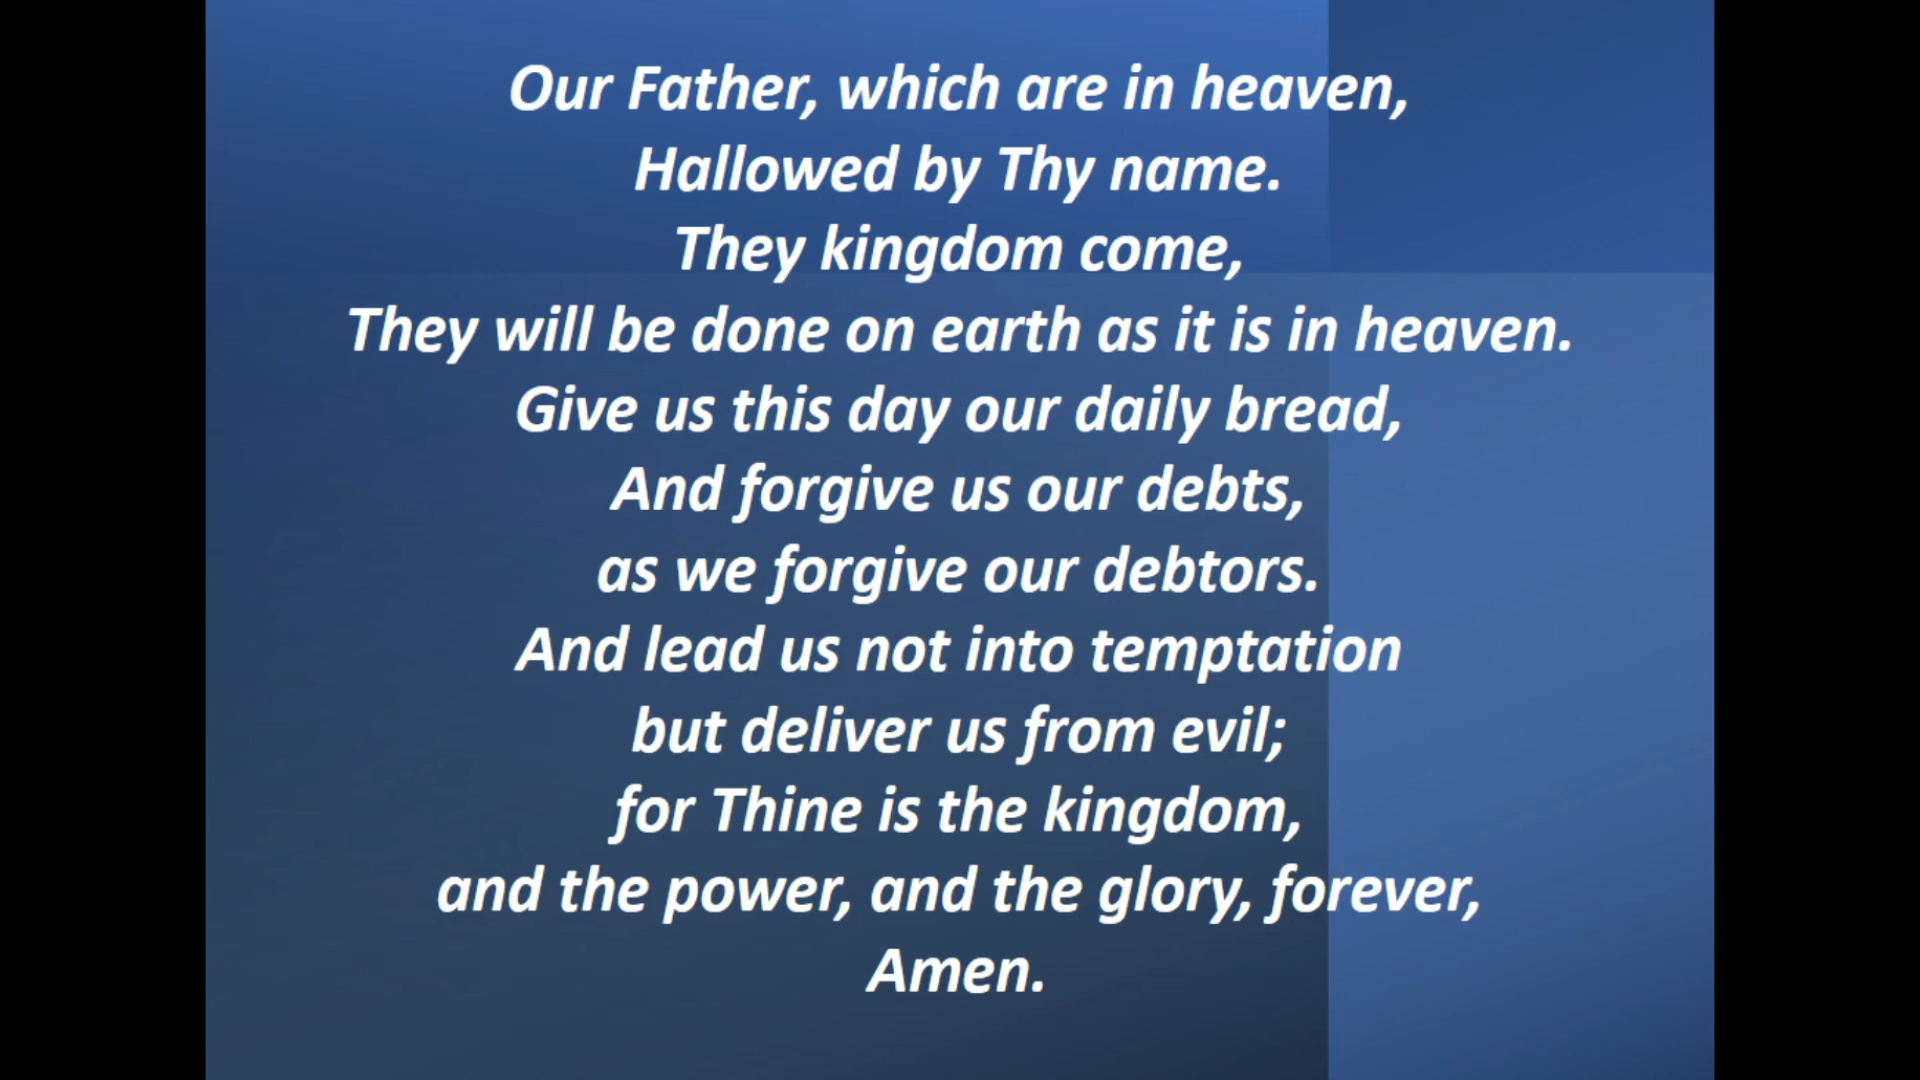 Our Father, which are in heaven,
Hallowed by Thy name.
They kingdom come,
They will be done on earth as it is in heaven.
Give us this day our daily bread,
And forgive us our debts,
as we forgive our debtors.
And lead us not into temptation
but deliver us from evil;
for Thine is the kingdom,
and the power, and the glory, forever,
Amen.